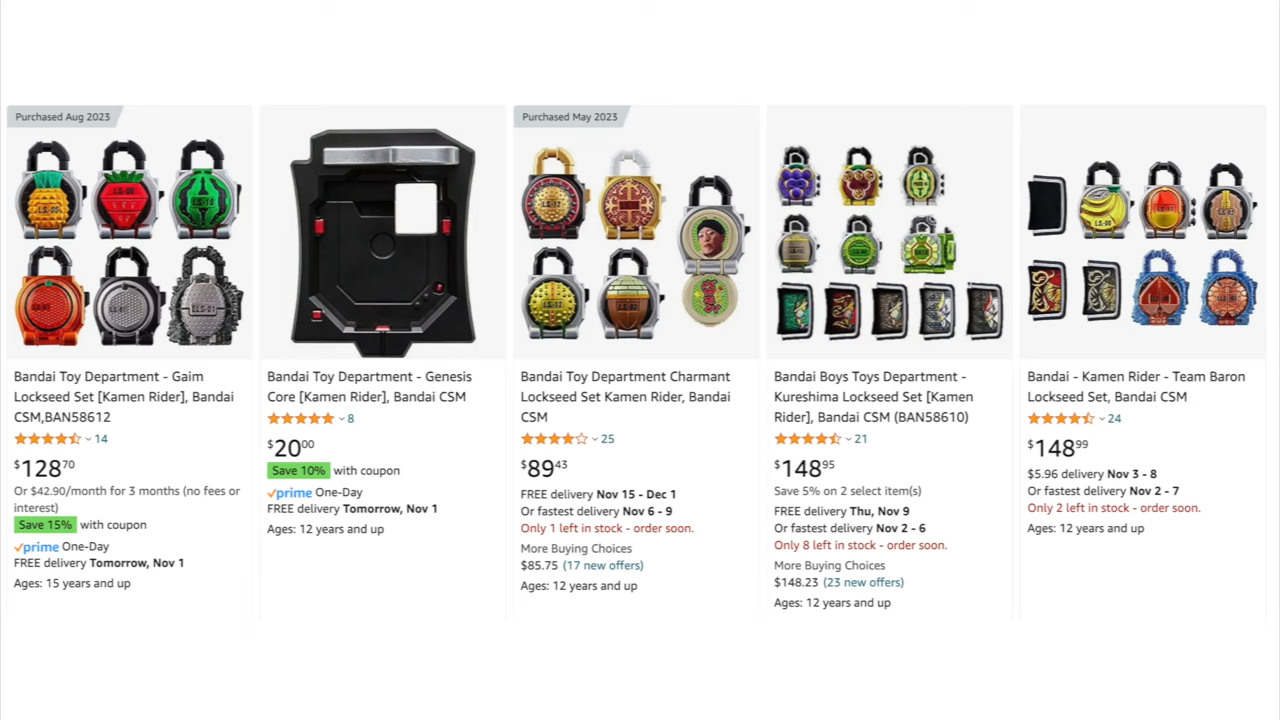 Purchased Aug 2023
Bandai Toy Department - Gaim
Lockseed Set [Kamen Rider], Bandai
CSM,BAN58612
14
$128.70
Or $42.90/month for 3 months (no fees or
interest)
Save 15% with coupon
prime One-Day
FREE delivery Tomorrow, Nov 1
Ages: 15 years and up
Bandai Toy Department - Genesis
Core [Kamen Rider], Bandai CSM
8
$20.00
Save 10% with coupon
prime One-Day
FREE delivery Tomorrow, Nov 1
Ages: 12 years and up
Purchased May 2023
Bandai Toy Department Charmant
Lockseed Set Kamen Rider, Bandai
CSM
25
$89.43
FREE delivery Nov 15 - Dec 1
Or fastest delivery Nov 6 - 9
Only 1 left in stock - order soon.
More Buying Choices
$85.75 (17 new offers)
Ages: 12 years and up
Bandai Boys Toys Department -
Kureshima Lockseed Set [Kamen
Rider], Bandai CSM (BAN58610)
21
$148.95
Save 5% on 2 select item(s)
FREE delivery Thu, Nov 9
Or fastest delivery Nov 2 - 6
Only 8 left in stock - order soon.
More Buying Choices
$148.23 (23 new offers)
Ages: 12 years and up
Bandai - Kamen Rider - Team Baron
Lockseed Set, Bandai CSM
24
$148.99
$5.96 delivery Nov 3 - 8
Or fastest delivery Nov 2 - 7
Only 2 left in stock - order soon.
Ages: 12 years and up